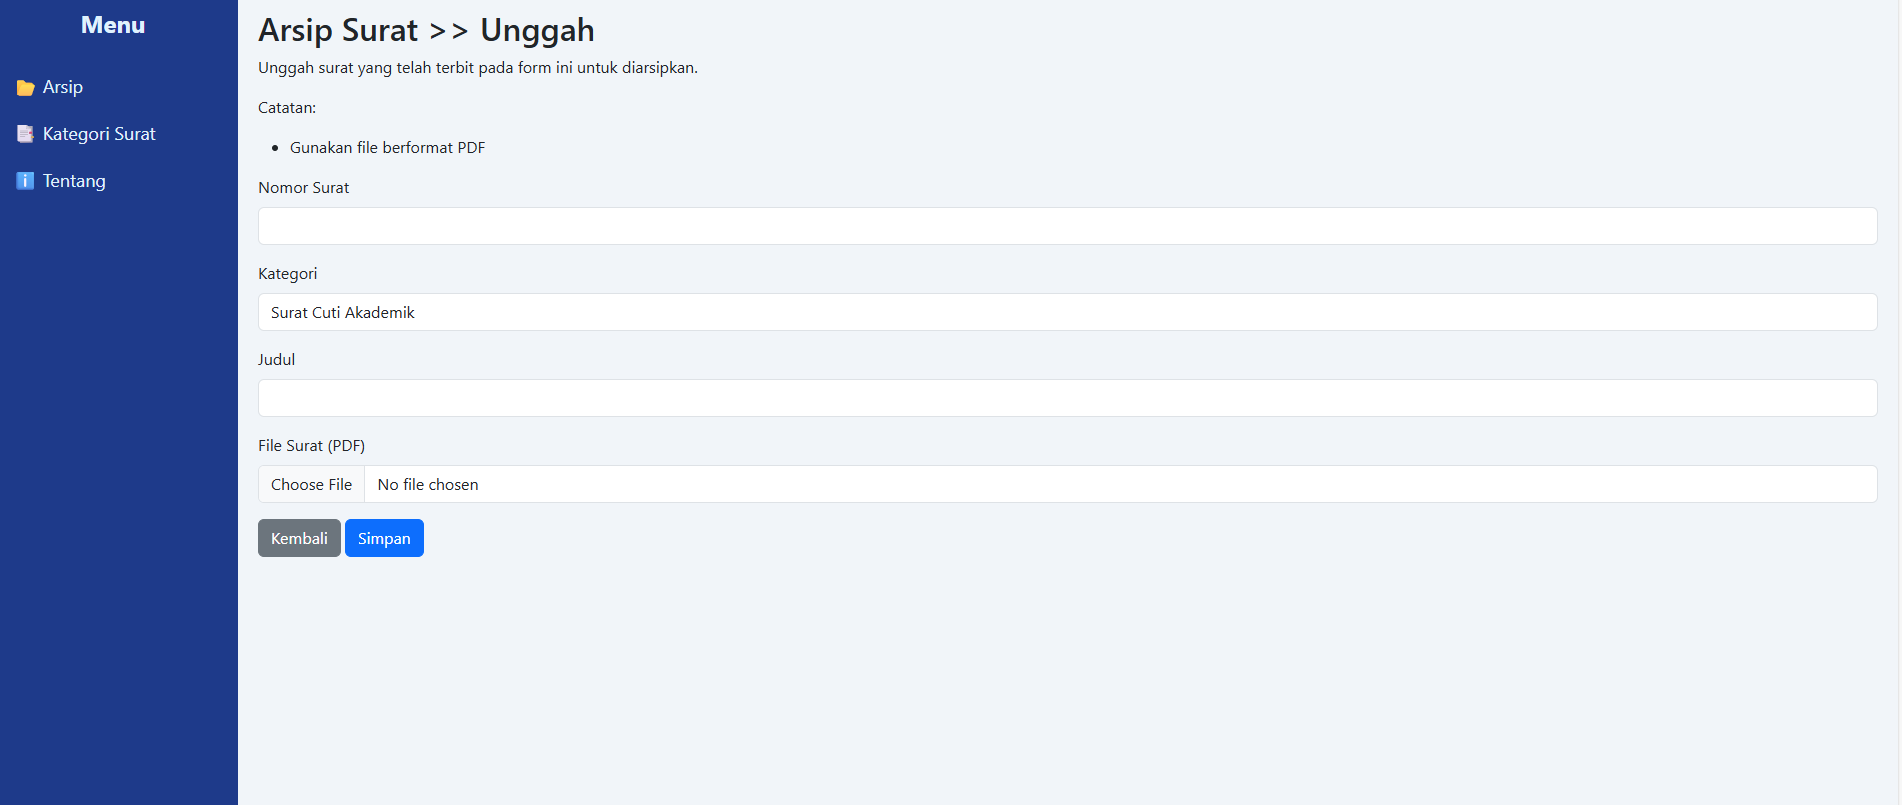 Menu
Arsip
Kategori Surat
Tentang
Arsip Surat >> Unggah
Unggah surat yang telah terbit pada form ini untuk diarsipkan.
Catatan:
• Gunakan file berformat PDF
Nomor Surat
Kategori
Surat Cuti Akademik
Judul
File Surat (PDF)
Choose File No file chosen
Kembali Simpan